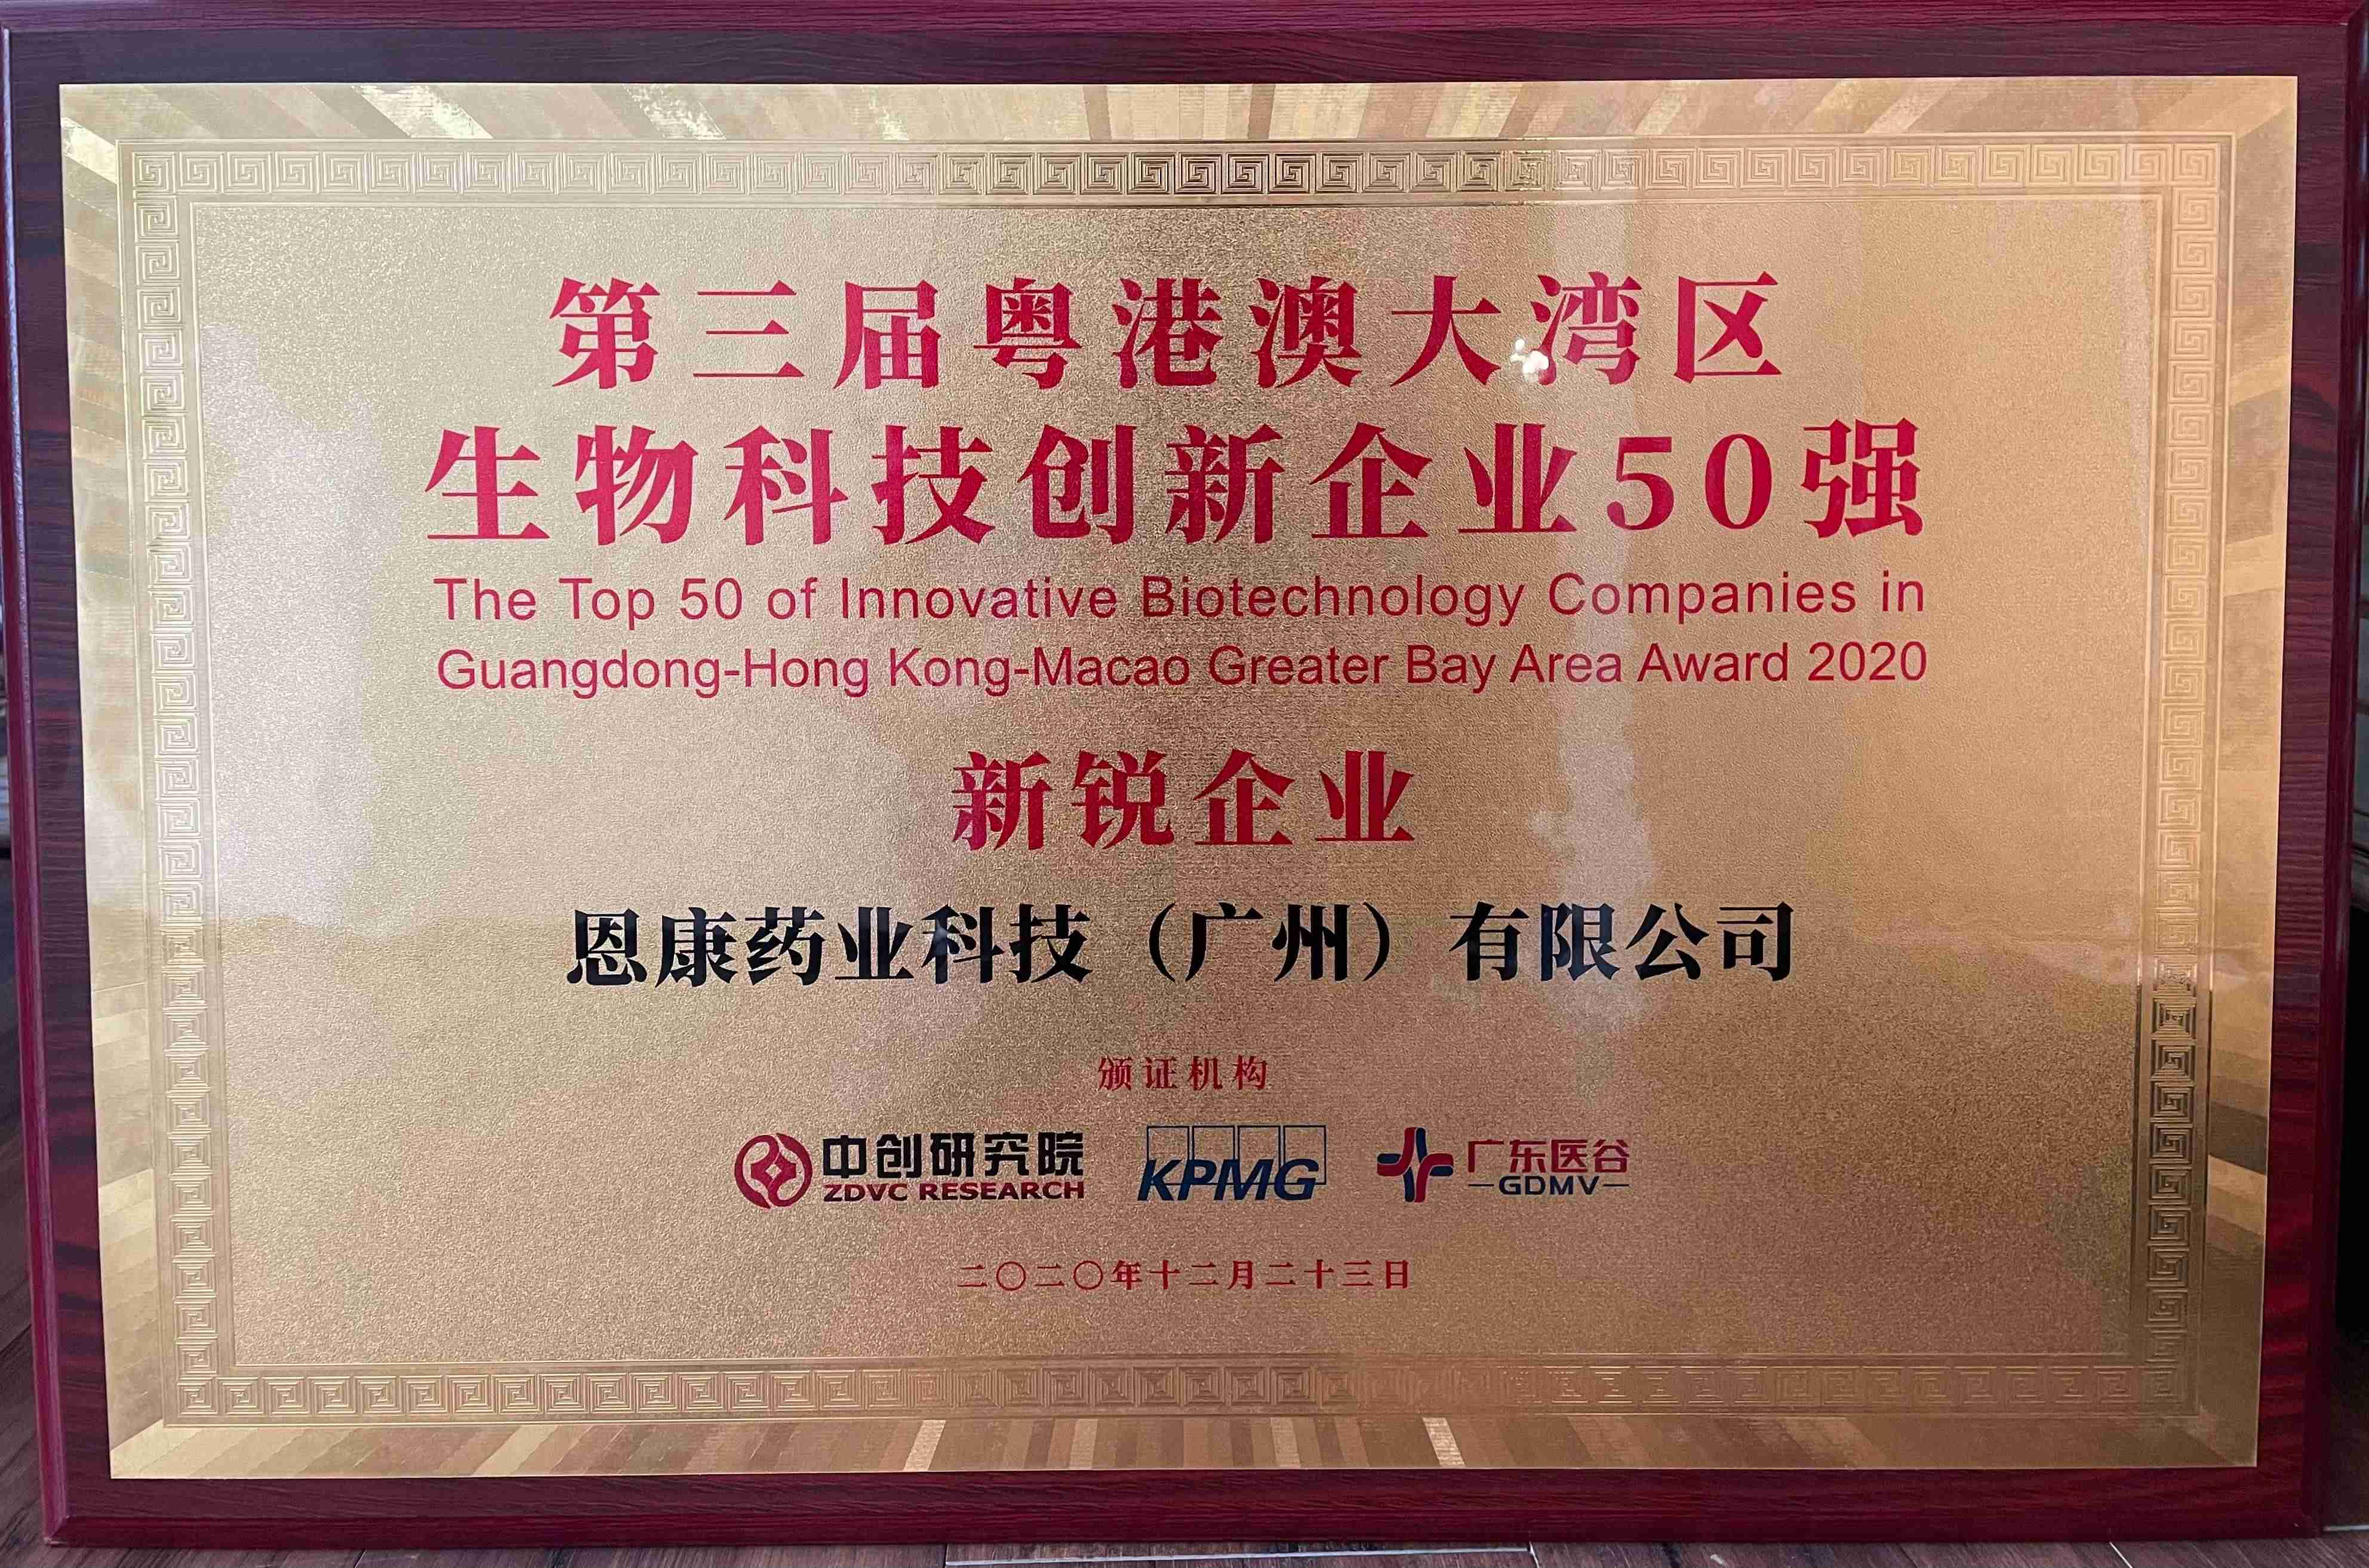 第三届粤港澳大湾区
生物科技创新企业50强
The Top 50 of Innovative Biotechnology Companies in
Guangdong-Hong Kong-Macao Greater Bay Area Award 2020
新锐企业
恩康药业科技（广州）有限公司
颁证机构
中创研究院
ZDVC RESEARCH
KPMG
广东医谷
GDMV
二〇二〇年十二月二十三日